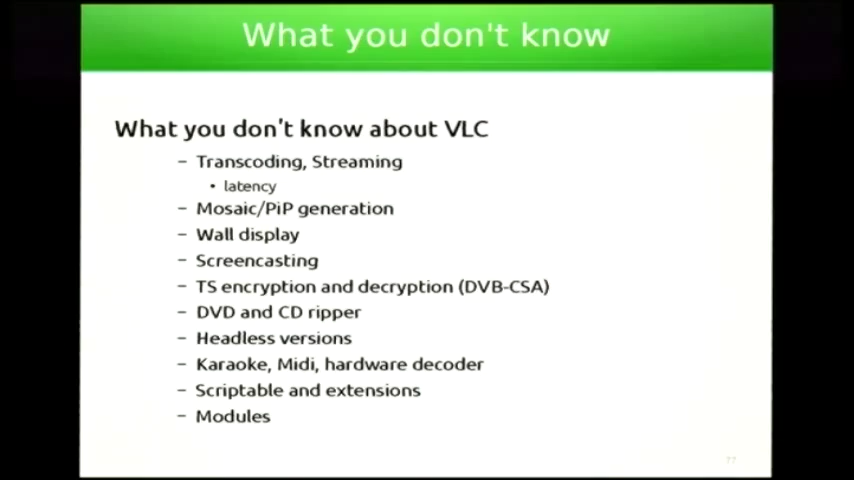 What you don't know
What you don't know about VLC
– Transcoding, Streaming
• latency
– Mosaic/PiP generation
– Wall display
– Screencasting
– TS encryption and decryption (DVB-CSA)
– DVD and CD ripper
– Headless versions
– Karaoke, Midi, hardware decoder
– Scriptable and extensions
– Modules
77